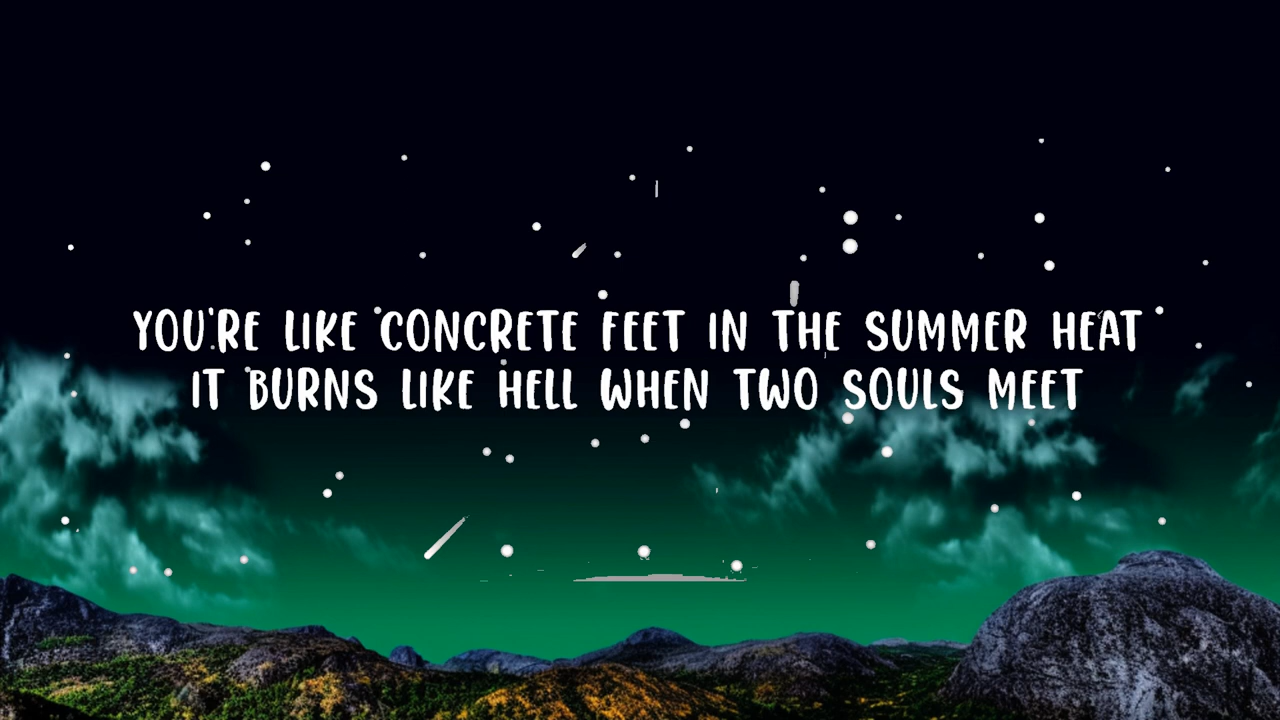 YOU'RE LIKE CONCRETE FEET IN THE SUMMER HEAT
IT BURNS LIKE HELL WHEN TWO SOULS MEET